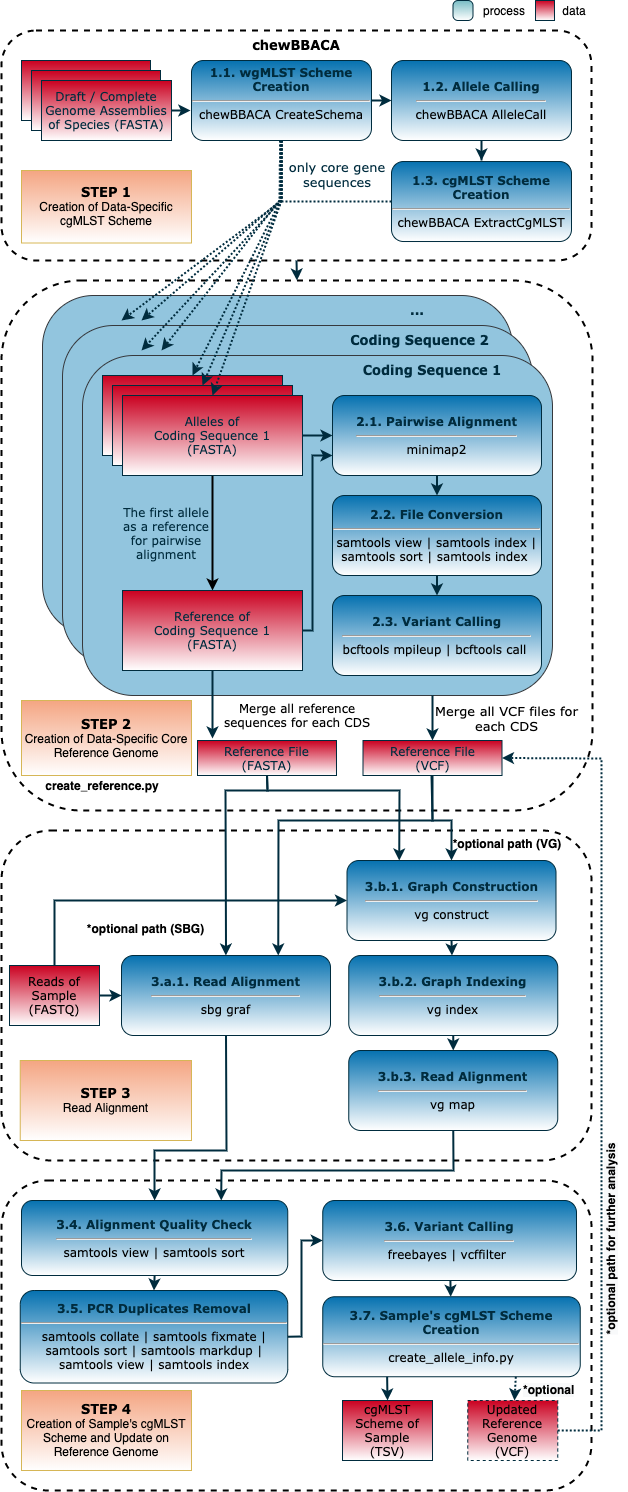 process
data
chewBBACA
Draft / Complete
Genome Assemblies
of Species (FASTA)
1.1. wgMLST Scheme
Creation
chewBBACA CreateSchema
1.2. Allele Calling
chewBBACA AlleleCall
only core gene
sequences
1.3. cgMLST Scheme
Creation
chewBBACA ExtractCgMLST
STEP 1
Creation of Data-Specific
cgMLST Scheme
...
Coding Sequence 2
Coding Sequence 1
Alleles of
Coding Sequence 1
(FASTA)
2.1. Pairwise Alignment
minimap2
The first allele
as a reference
for pairwise
alignment
2.2. File Conversion
samtools view | samtools index |
samtools sort | samtools index
Reference of
Coding Sequence 1
(FASTA)
2.3. Variant Calling
bcftools mpileup | bcftools call
STEP 2
Creation of Data-Specific Core
Reference Genome
create_reference.py
Merge all reference
sequences for each CDS
Merge all VCF files for
each CDS
Reference File
(FASTA)
Reference File
(VCF)
*optional path (VG)
*optional path (SBG)
3.b.1. Graph Construction
vg construct
Reads of
Sample
(FASTQ)
3.a.1. Read Alignment
sbg graf
3.b.2. Graph Indexing
vg index
3.b.3. Read Alignment
vg map
STEP 3
Read Alignment
*optional path for further analysis
3.4. Alignment Quality Check
samtools view | samtools sort
3.5. PCR Duplicates Removal
samtools collate | samtools fixmate |
samtools sort | samtools markdup |
samtools view | samtools index
3.6. Variant Calling
freebayes | vcffilter
3.7. Sample's cgMLST Scheme
Creation
create_allele_info.py
*optional
STEP 4
Creation of Sample's cgMLST
Scheme and Update on
Reference Genome
cgMLST
Scheme of
Sample
(TSV)
Updated
Reference
Genome
(VCF)